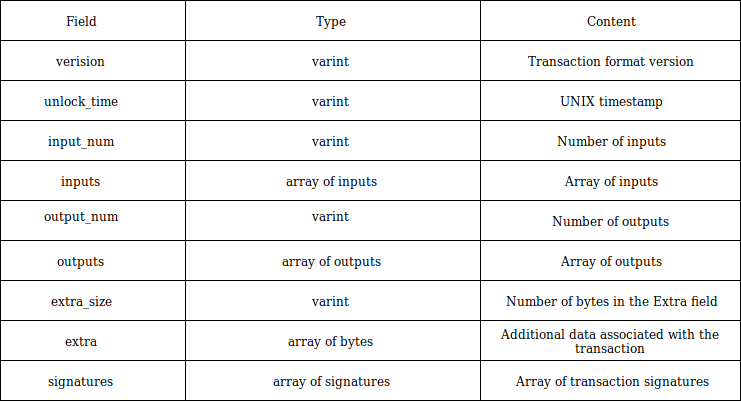 Field Type Content
verision varint Transaction format version
unlock_time varint UNIX timestamp
input_num varint Number of inputs
inputs array of inputs Array of inputs
output_num varint Number of outputs
outputs array of outputs Array of outputs
extra_size varint Number of bytes in the Extra field
extra array of bytes Additional data associated with the
transaction
signatures array of signatures Array of transaction signatures